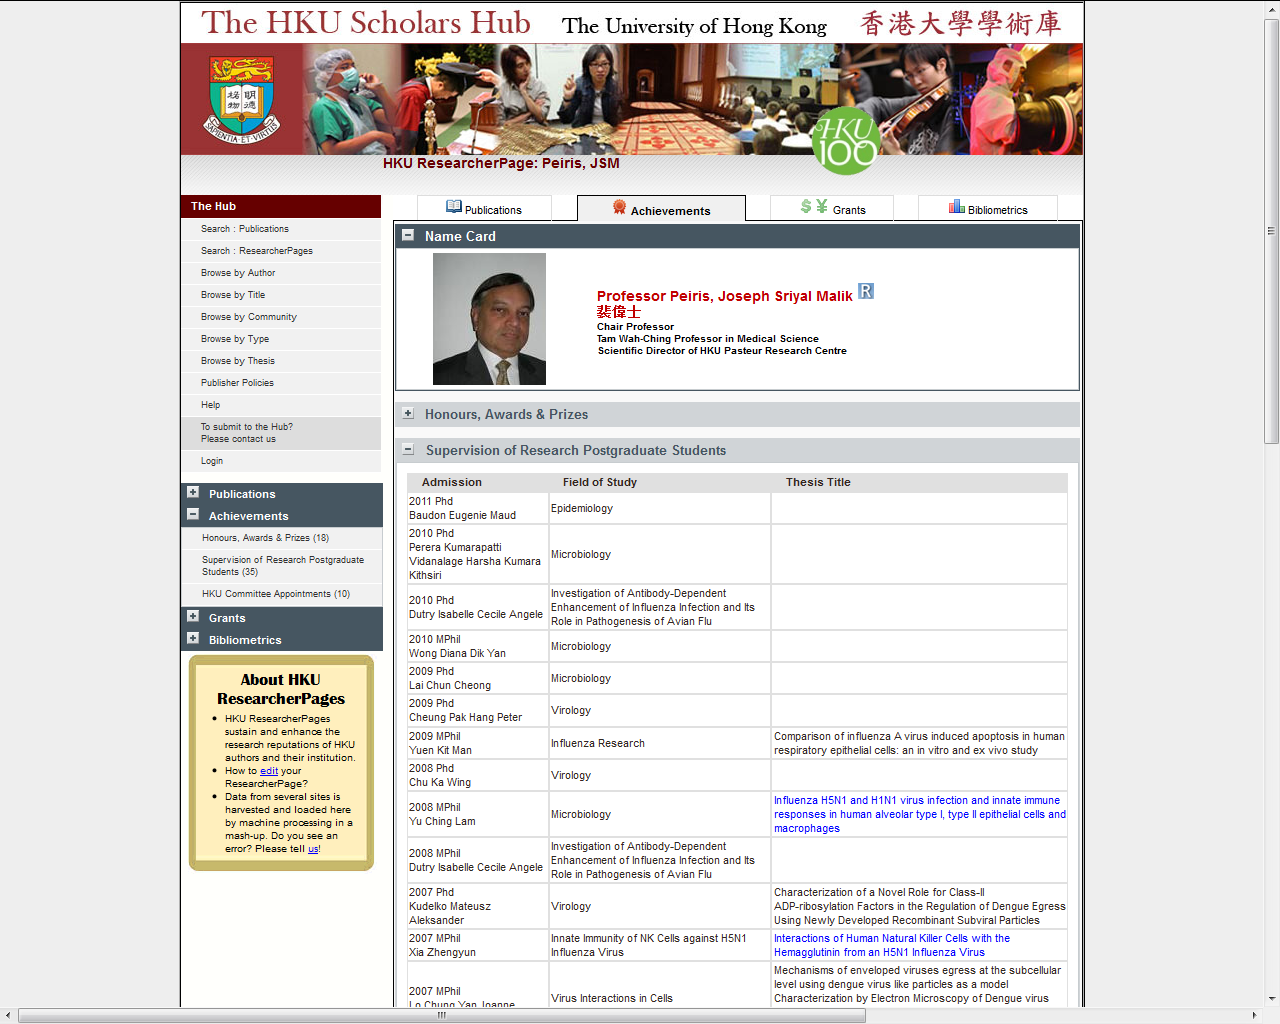 The HKU Scholars Hub The University of Hong Kong 香港大學學術庫
明德格物
SAPIENTIA ET VIRTUS
HKU 100
HKU ResearcherPage: Peiris, JSM
The Hub
Search : Publications
Search : ResearcherPages
Browse by Author
Browse by Title
Browse by Community
Browse by Type
Browse by Thesis
Publisher Policies
Help
To submit to the Hub?
Please contact us
Login
Publications
Achievements
Honours, Awards & Prizes (18)
Supervision of Research Postgraduate
Students (35)
HKU Committee Appointments (10)
Grants
Bibliometrics
About HKU
ResearcherPages
HKU ResearcherPages
sustain and enhance the
research reputations of HKU
authors and their institution.
How to edit your
ResearcherPage?
Data from several sites is
harvested and loaded here
by machine processing in a
mash-up. Do you see an
error? Please tell us!
Publications Achievements $ ¥ Grants Bibliometrics
Name Card
Professor Peiris, Joseph Sriyal Malik R
裴偉士
Chair Professor
Tam Wah-Ching Professor in Medical Science
Scientific Director of HKU Pasteur Research Centre
Honours, Awards & Prizes
Supervision of Research Postgraduate Students
Admission Field of Study Thesis Title
2011 Phd
Baudon Eugenie Maud
Epidemiology
2010 Phd
Perera Kumarapatti
Vidanalage Harsha Kumara
Kithsiri
Microbiology
2010 Phd
Dutry Isabelle Cecile Angele
Investigation of Antibody-Dependent
Enhancement of Influenza Infection and Its
Role in Pathogenesis of Avian Flu
2010 MPhil
Wong Diana Dik Yan
Microbiology
2009 Phd
Lai Chun Cheong
Microbiology
2009 Phd
Cheung Pak Hang Peter
Virology
2009 MPhil
Yuen Kit Man
Influenza Research
Comparison of influenza A virus induced apoptosis in human
respiratory epithelial cells: an in vitro and ex vivo study
2008 Phd
Chu Ka Wing
Virology
2008 MPhil
Yu Ching Lam
Microbiology
Influenza H5N1 and H1N1 virus infection and innate immune
responses in human alveolar type I, type II epithelial cells and
macrophages
2008 MPhil
Dutry Isabelle Cecile Angele
Investigation of Antibody-Dependent
Enhancement of Influenza Infection and Its
Role in Pathogenesis of Avian Flu
2007 Phd
Kudelko Mateusz
Aleksander
Virology
Characterization of a Novel Role for Class-II
ADP-ribosylation Factors in the Regulation of Dengue Egress
Using Newly Developed Recombinant Subviral Particles
2007 MPhil
Xia Zhengyun
Innate Immunity of NK Cells against H5N1
Influenza Virus
Interactions of Human Natural Killer Cells with the
Hemagglutinin from an H5N1 Influenza Virus
2007 MPhil
Lo Chung Yan Joanne
Virus Interactions in Cells
Mechanisms of enveloped viruses egress at the subcellular
level using dengue virus like particles as a model
Characterization by Electron Microscopy of Dengue virus